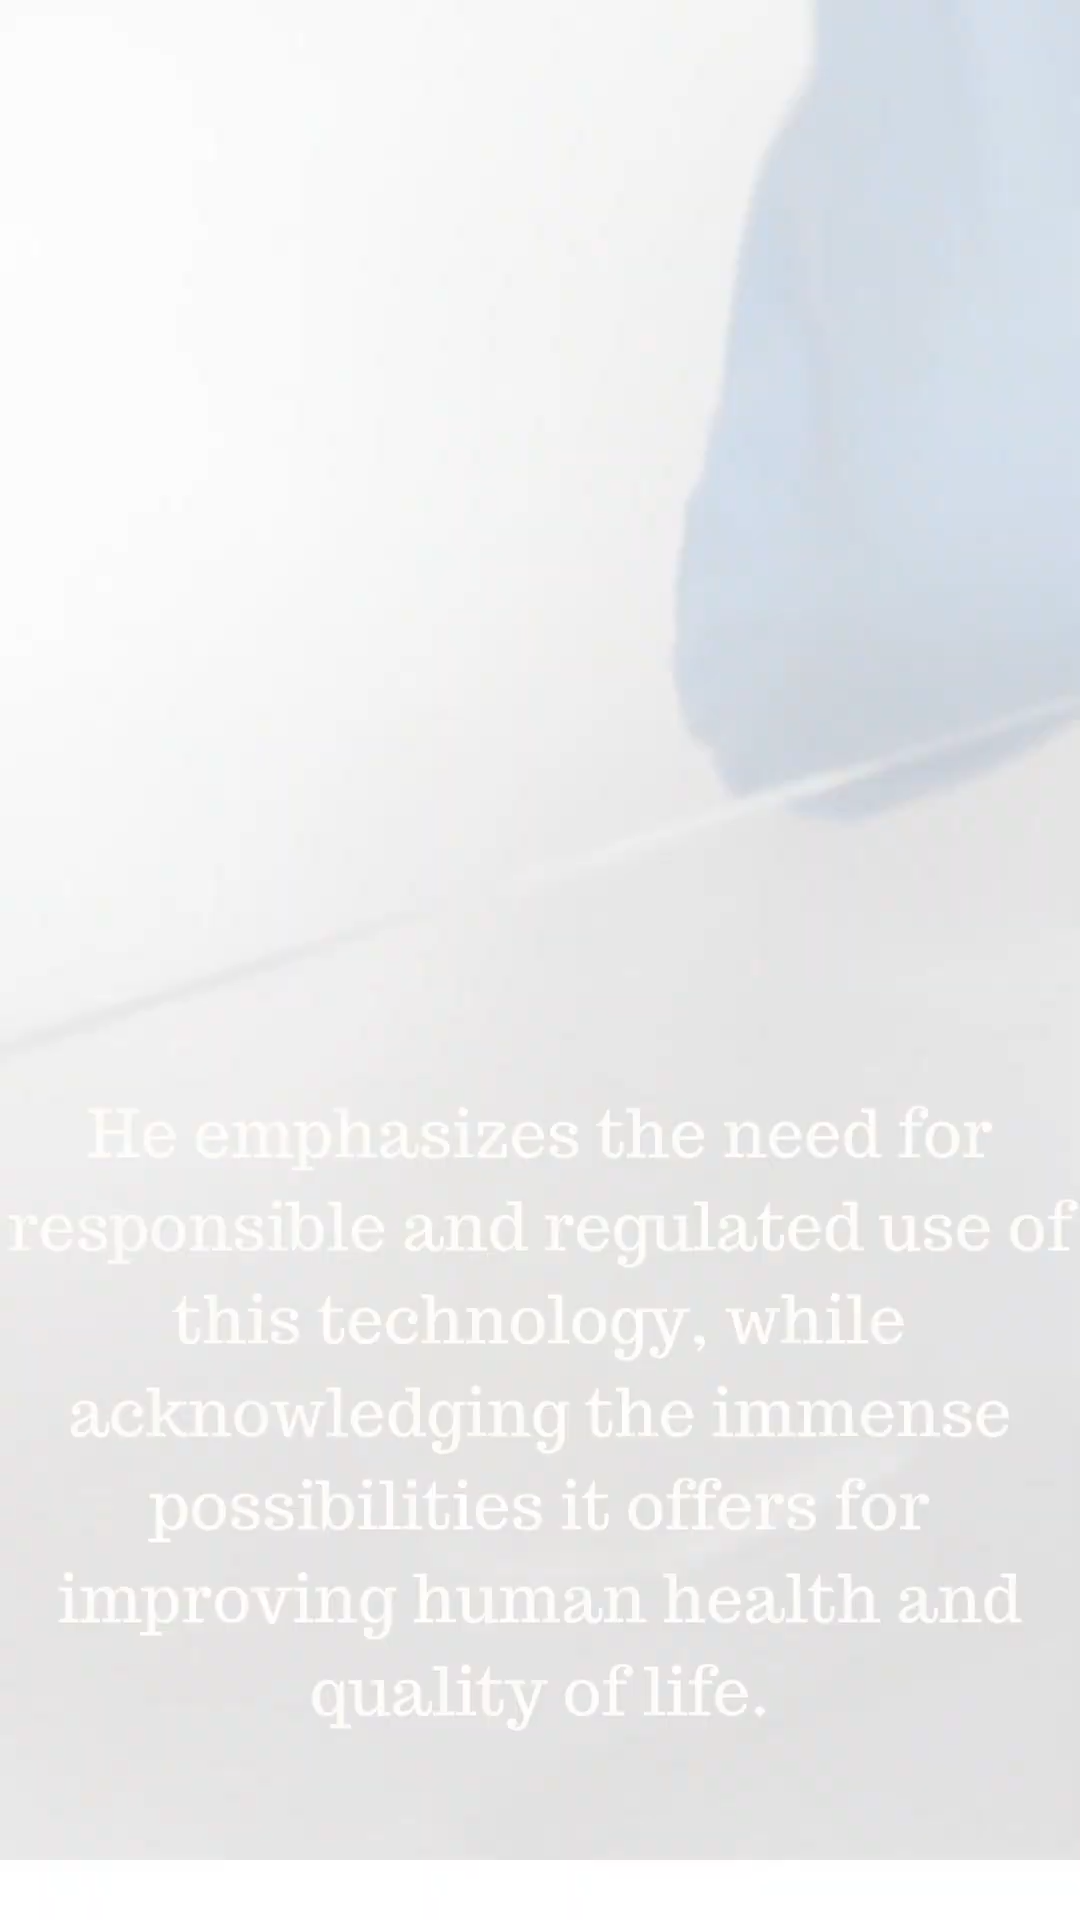 He emphasizes the need for
responsible and regulated use of
this technology, while
acknowledging the immense
possibilities it offers for
improving human health and
quality of life.